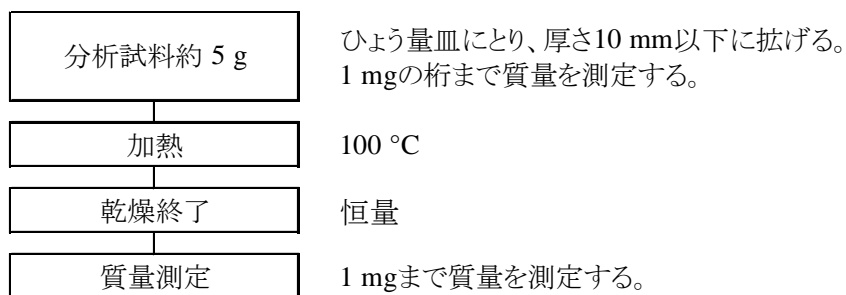 分析試料約 5 g
ひょう量皿にとり、厚さ10 mm以下に拡げる。
1 mgの桁まで質量を測定する。
加熱
100 °C
乾燥終了
恒量
質量測定
1 mgまで質量を測定する。